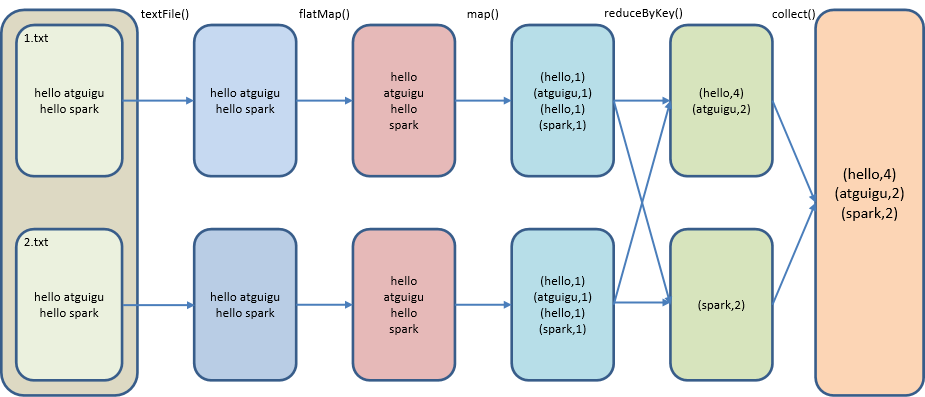 textFile()
flatMap()
map()
reduceByKey()
collect()
1.txt
hello atguigu
hello spark
hello atguigu
hello spark
hello
atguigu
hello
spark
(hello,1)
(atguigu,1)
(hello,1)
(spark,1)
(hello,4)
(atguigu,2)
(hello,4)
(atguigu,2)
(spark,2)
2.txt
hello atguigu
hello spark
hello atguigu
hello spark
hello
atguigu
hello
spark
(hello,1)
(atguigu,1)
(hello,1)
(spark,1)
(spark,2)